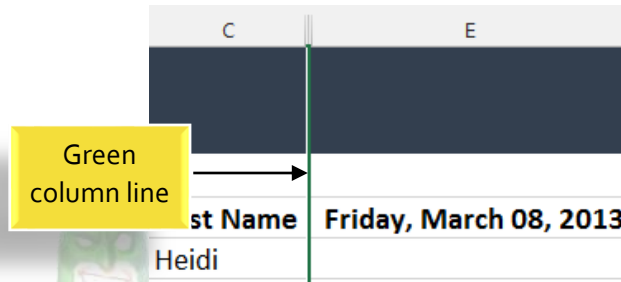 C E
Green
column line
st Name Friday, March 08, 2013
Heidi